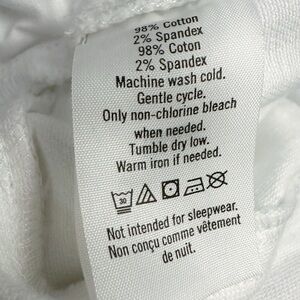 98% Cotton
2% Spandex
98% Coton
2% Spandex
Machine wash cold.
Gentle cycle.
Only non-chlorine bleach
when needed.
Tumble dry low.
Warm iron if needed.
30
Not intended for sleepwear.
Non conçu comme vêtement
de nuit.